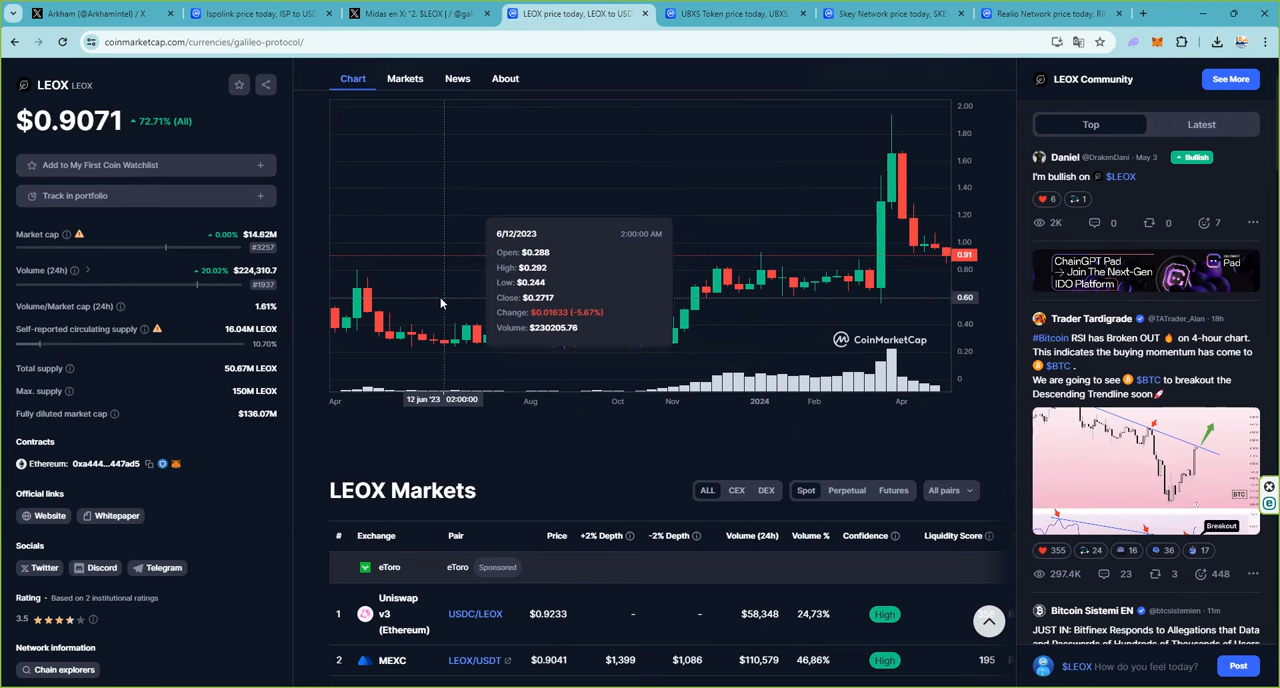 Arkham (@ArkhamIntel) / X
Ispolink price today, ISP to USD
Midas en X: "2. $LEOX | / @gal
LEOX price today, LEOX to USD
UBXS Token price today, UBXS
Skey Network price today, SKE
Realio Network price today, RI
coinmarketcap.com/currencies/galileo-protocol/
LEOX LEOX
$0.9071 72.71% (All)
Add to My First Coin Watchlist
Track in portfolio
Market cap 0.00% $14.62M
#3257
Volume (24h) 20.02% $224,310.7
#1937
Volume/Market cap (24h) 1.61%
Self-reported circulating supply 16.04M LEOX
10.70%
Total supply 50.67M LEOX
Max. supply 150M LEOX
Fully diluted market cap $136.07M
Contracts
Ethereum: 0xa444...447ad5
Official links
Website Whitepaper
Socials
Twitter Discord Telegram
Rating · Based on 2 institutional ratings
3.5
Network information
Chain explorers
Chart Markets News About
2.00
1.80
1.60
1.40
1.20
1.00
0.91
0.80
0.60
0.40
0.20
0
6/12/2023 2:00:00 AM
Open: $0.288
High: $0.292
Low: $0.244
Close: $0.2717
Change: $0.01633 (-5.67%)
Volume: $230205.76
CoinMarketCap
Apr 12 jun '23 02:00:00 Aug Oct Nov 2024 Feb Apr
LEOX Markets
ALL CEX DEX Spot Perpetual Futures All pairs
# Exchange Pair Price +2% Depth -2% Depth Volume (24h) Volume % Confidence Liquidity Score
eToro eToro Sponsored
1 Uniswap v3 (Ethereum) USDC/LEOX $0.9233 - - $58,348 24,73% High
2 MEXC LEOX/USDT $0.9041 $1,399 $1,086 $110,579 46,86% High 195
LEOX Community See More
Top Latest
Daniel @DrakenDani · May 3 Bullish
I'm bullish on $LEOX
6 1
2K 0 0 7
ChainGPT Pad
→ Join The Next-Gen
IDO Platform
Pad
Trader Tardigrade @TATrader_Alan · 18h
#Bitcoin RSI has Broken OUT 🔥 on 4-hour chart.
This indicates the buying momentum has come to
$BTC .
We are going to see $BTC to breakout the
Descending Trendline soon🚀
BTC
Breakout
355 24 16 36 17
297.4K 23 3 448
Bitcoin Sistemi EN @btcsistemien · 11m
JUST IN: Bitfinex Responds to Allegations that Data
and Passwords of Hundreds of Thousands of Users
$LEOX How do you feel today? Post